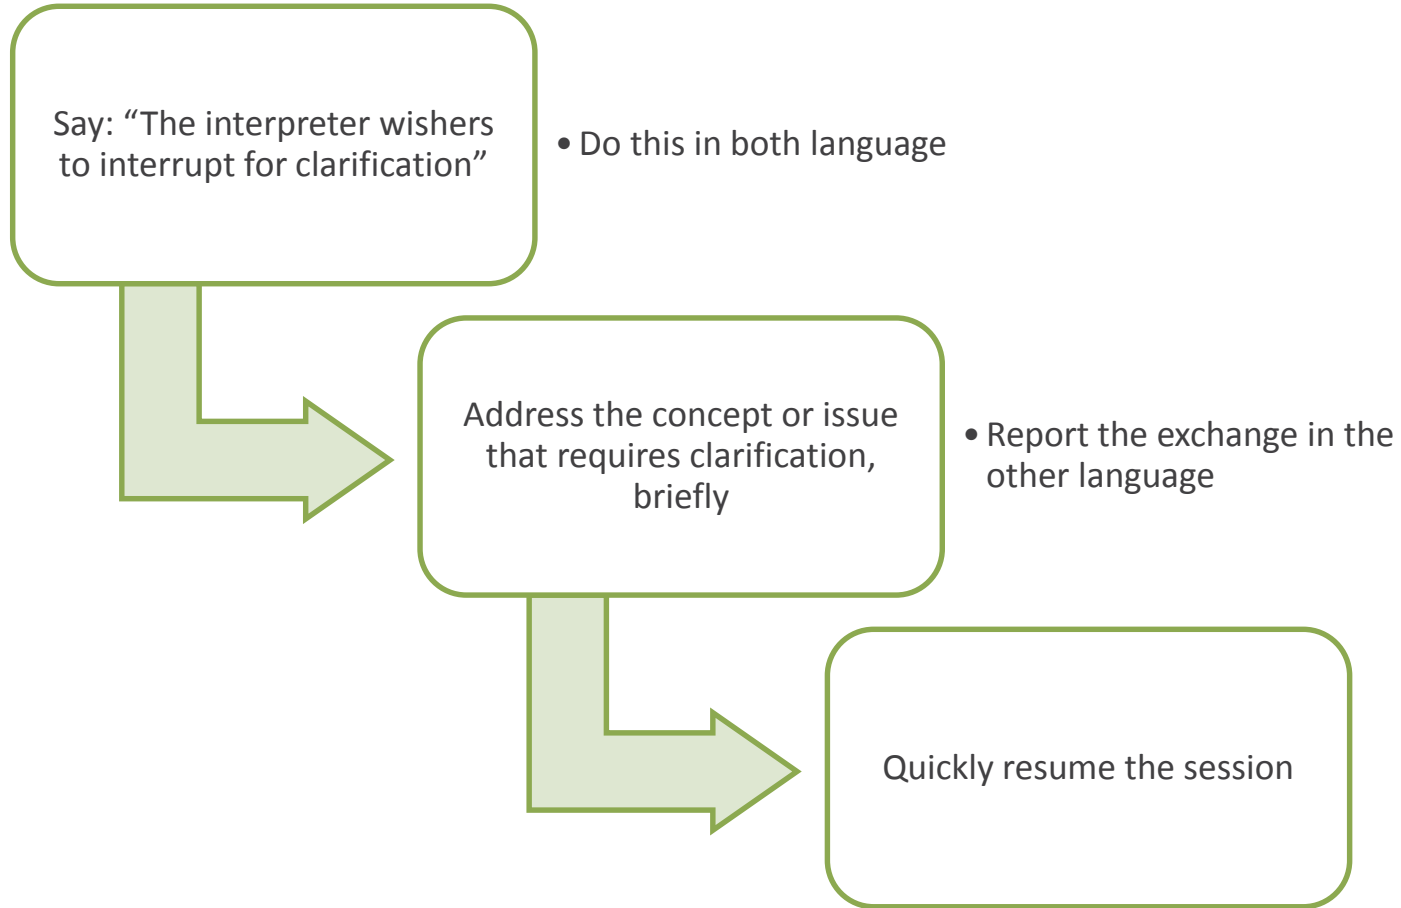 Say: “The interpreter wishers
to interrupt for clarification”
• Do this in both language
Address the concept or issue
that requires clarification,
briefly
• Report the exchange in the
other language
Quickly resume the session